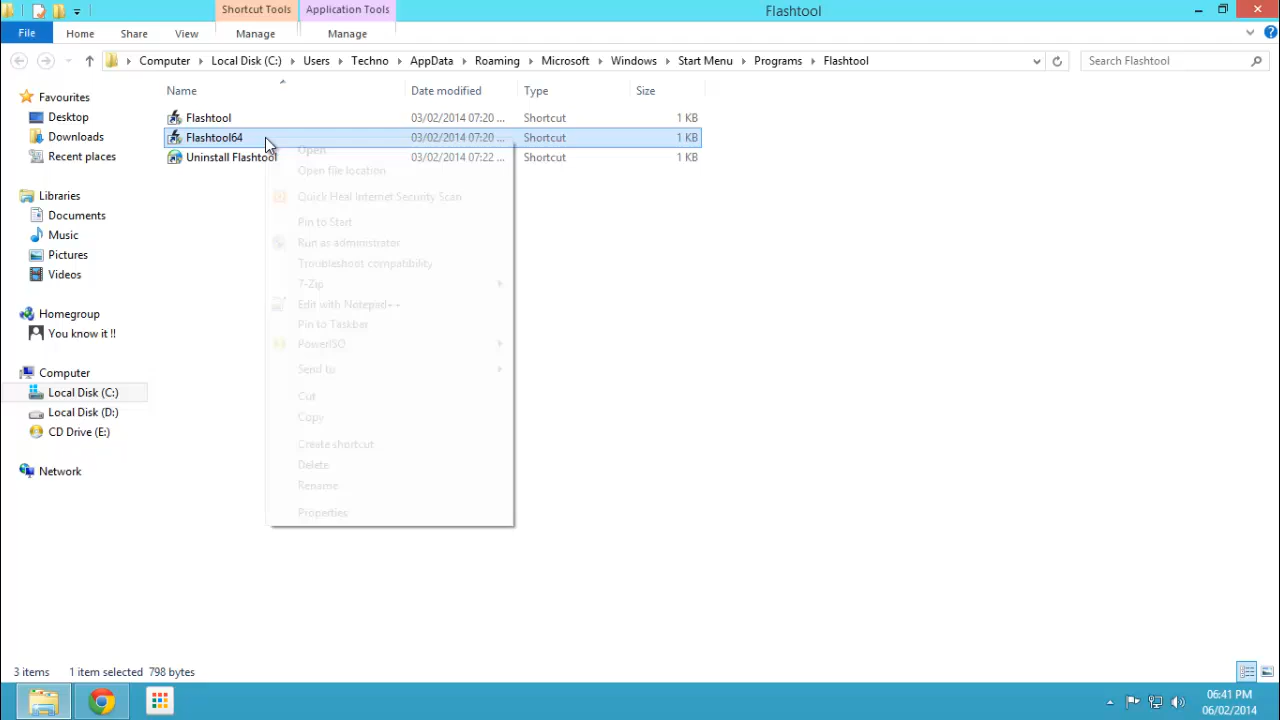 Shortcut Tools
Application Tools
Flashtool
File
Home
Share
View
Manage
Manage
Computer
Local Disk (C:)
Users
Techno
AppData
Roaming
Microsoft
Windows
Start Menu
Programs
Flashtool
Search Flashtool
Name
Date modified
Type
Size
Favourites
Desktop
Downloads
Recent places
Libraries
Documents
Music
Pictures
Videos
Homegroup
You know it !!
Computer
Local Disk (C:)
Local Disk (D:)
CD Drive (E:)
Network
Flashtool 03/02/2014 07:20 ... Shortcut 1 KB
Flashtool64 03/02/2014 07:20 ... Shortcut 1 KB
Uninstall Flashtool 03/02/2014 07:22 ... Shortcut 1 KB
Open
Open file location
Quick Heal Internet Security Scan
Pin to Start
Run as administrator
Troubleshoot compatibility
7-Zip
Edit with Notepad++
Pin to Taskbar
PowerISO
Send to
Cut
Copy
Create shortcut
Delete
Rename
Properties
3 items 1 item selected 798 bytes
06:41 PM
06/02/2014